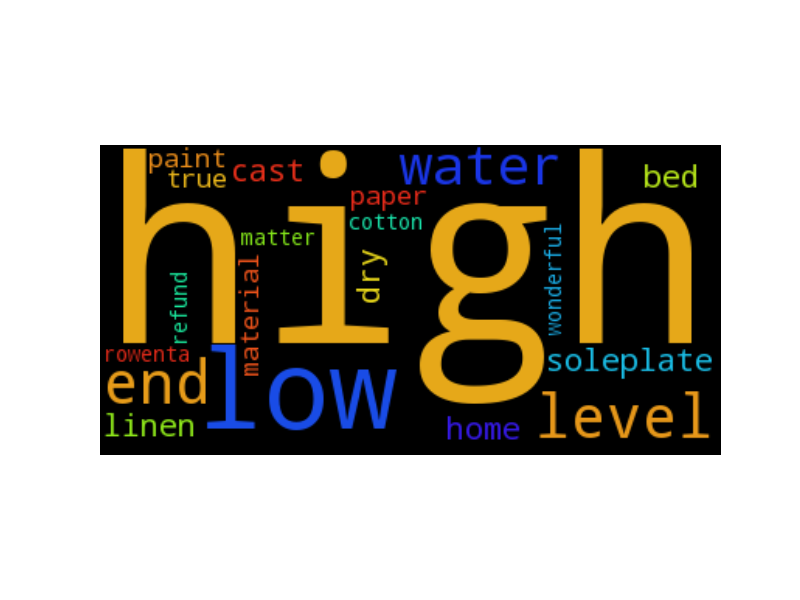 high
paint
true
cast
water
bed
paper
cotton
matter
dry
wonderful
refund
material
rowenta
end
low
soleplate
linen
home
level